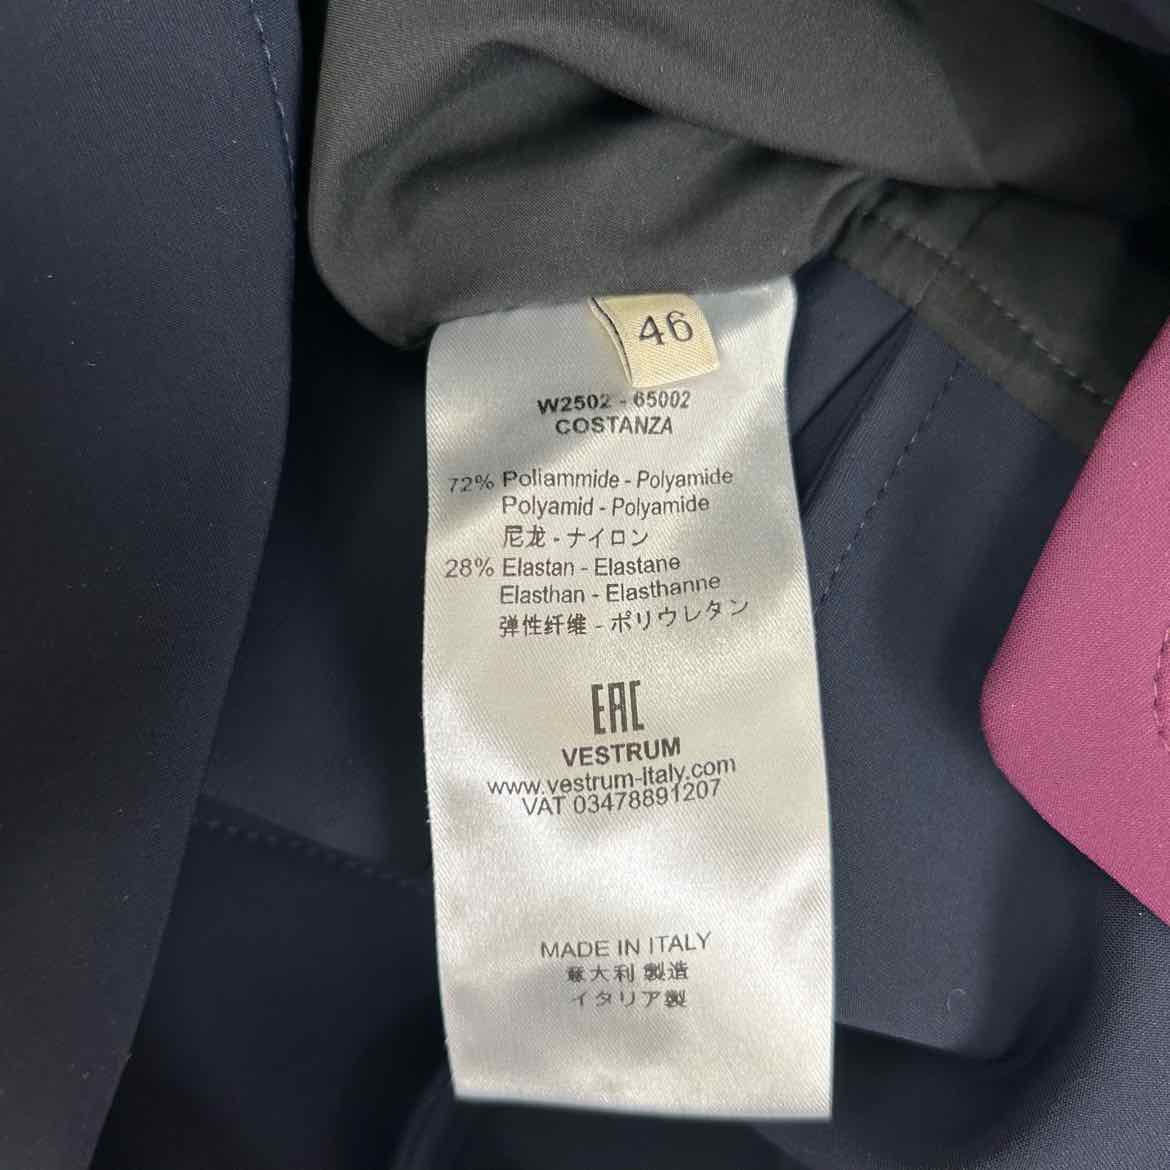 46
W2502 - 65002
COSTANZA
72% Poliammide - Polyamide
Polyamid - Polyamide
尼龙 - ナイロン
28% Elastan - Elastane
Elasthan - Elasthanne
弹性纤维 - ポリウレタン
EAC
VESTRUM
www.vestrum-italy.com
VAT 03478891207
MADE IN ITALY
意大利 製造
イタリア製